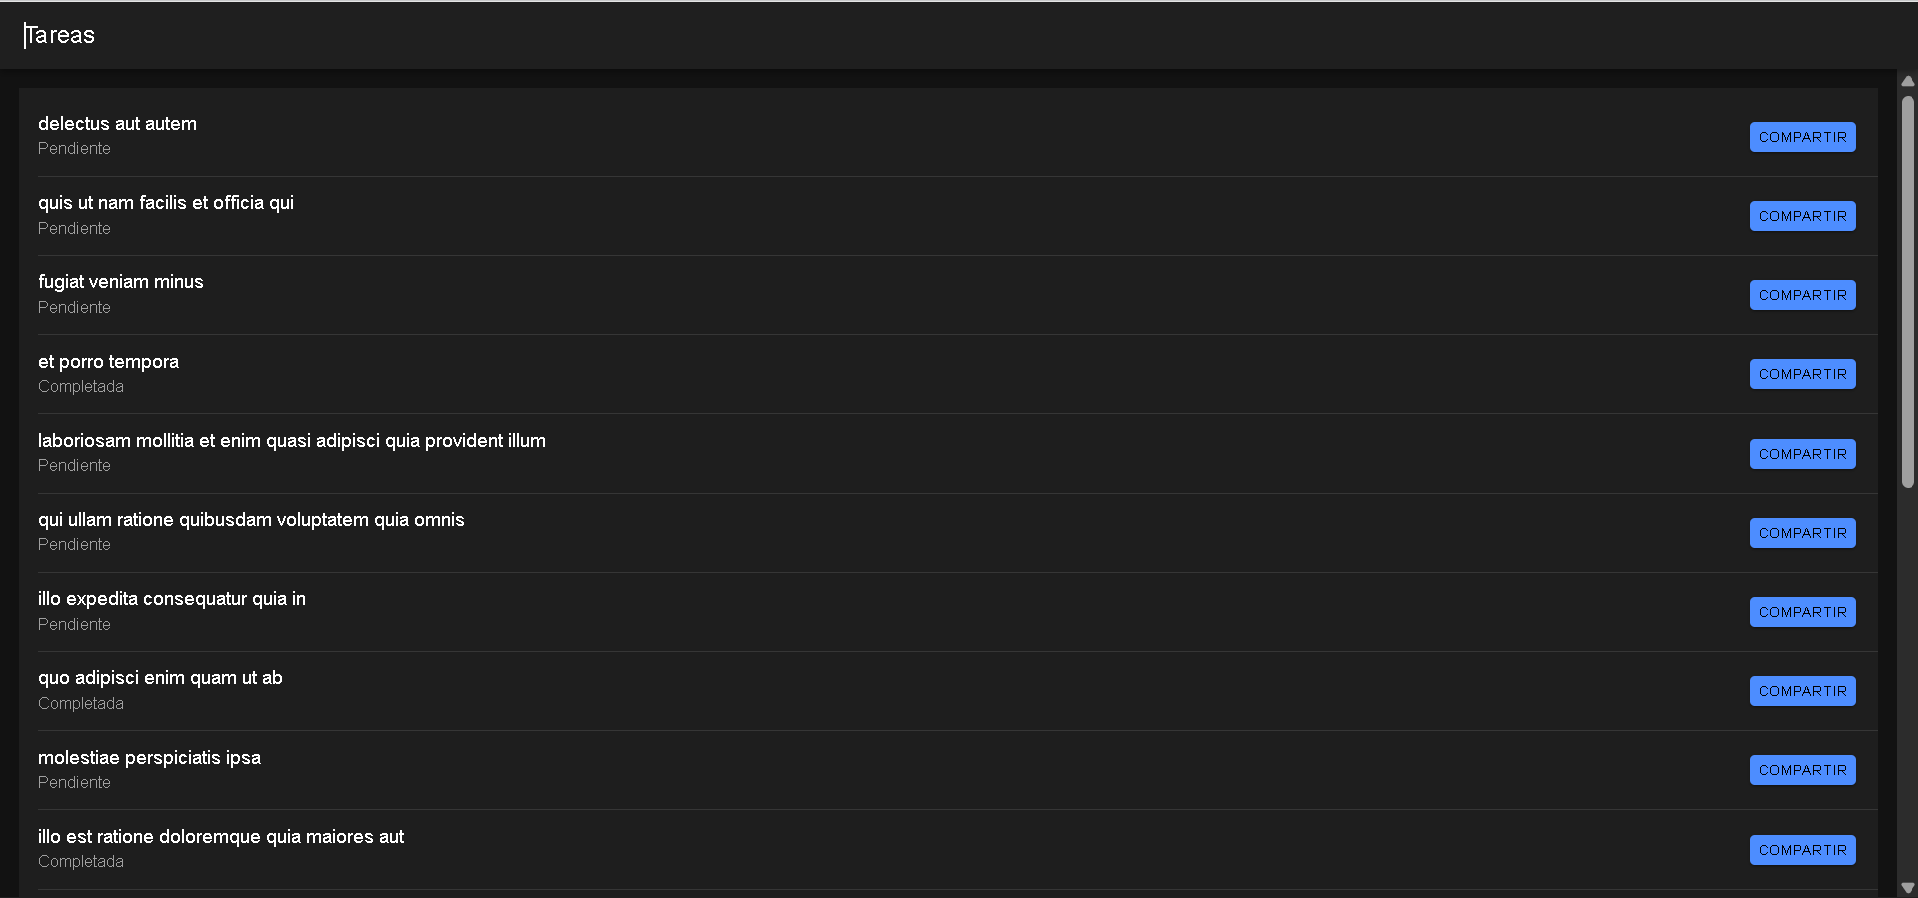 Tareas
delectus aut autem
Pendiente
COMPARTIR
quis ut nam facilis et officia qui
Pendiente
COMPARTIR
fugiat veniam minus
Pendiente
COMPARTIR
et porro tempora
Completada
COMPARTIR
laboriosam mollitia et enim quasi adipisci quia provident illum
Pendiente
COMPARTIR
qui ullam ratione quibusdam voluptatem quia omnis
Pendiente
COMPARTIR
illo expedita consequatur quia in
Pendiente
COMPARTIR
quo adipisci enim quam ut ab
Completada
COMPARTIR
molestiae perspiciatis ipsa
Pendiente
COMPARTIR
illo est ratione doloremque quia maiores aut
Completada
COMPARTIR